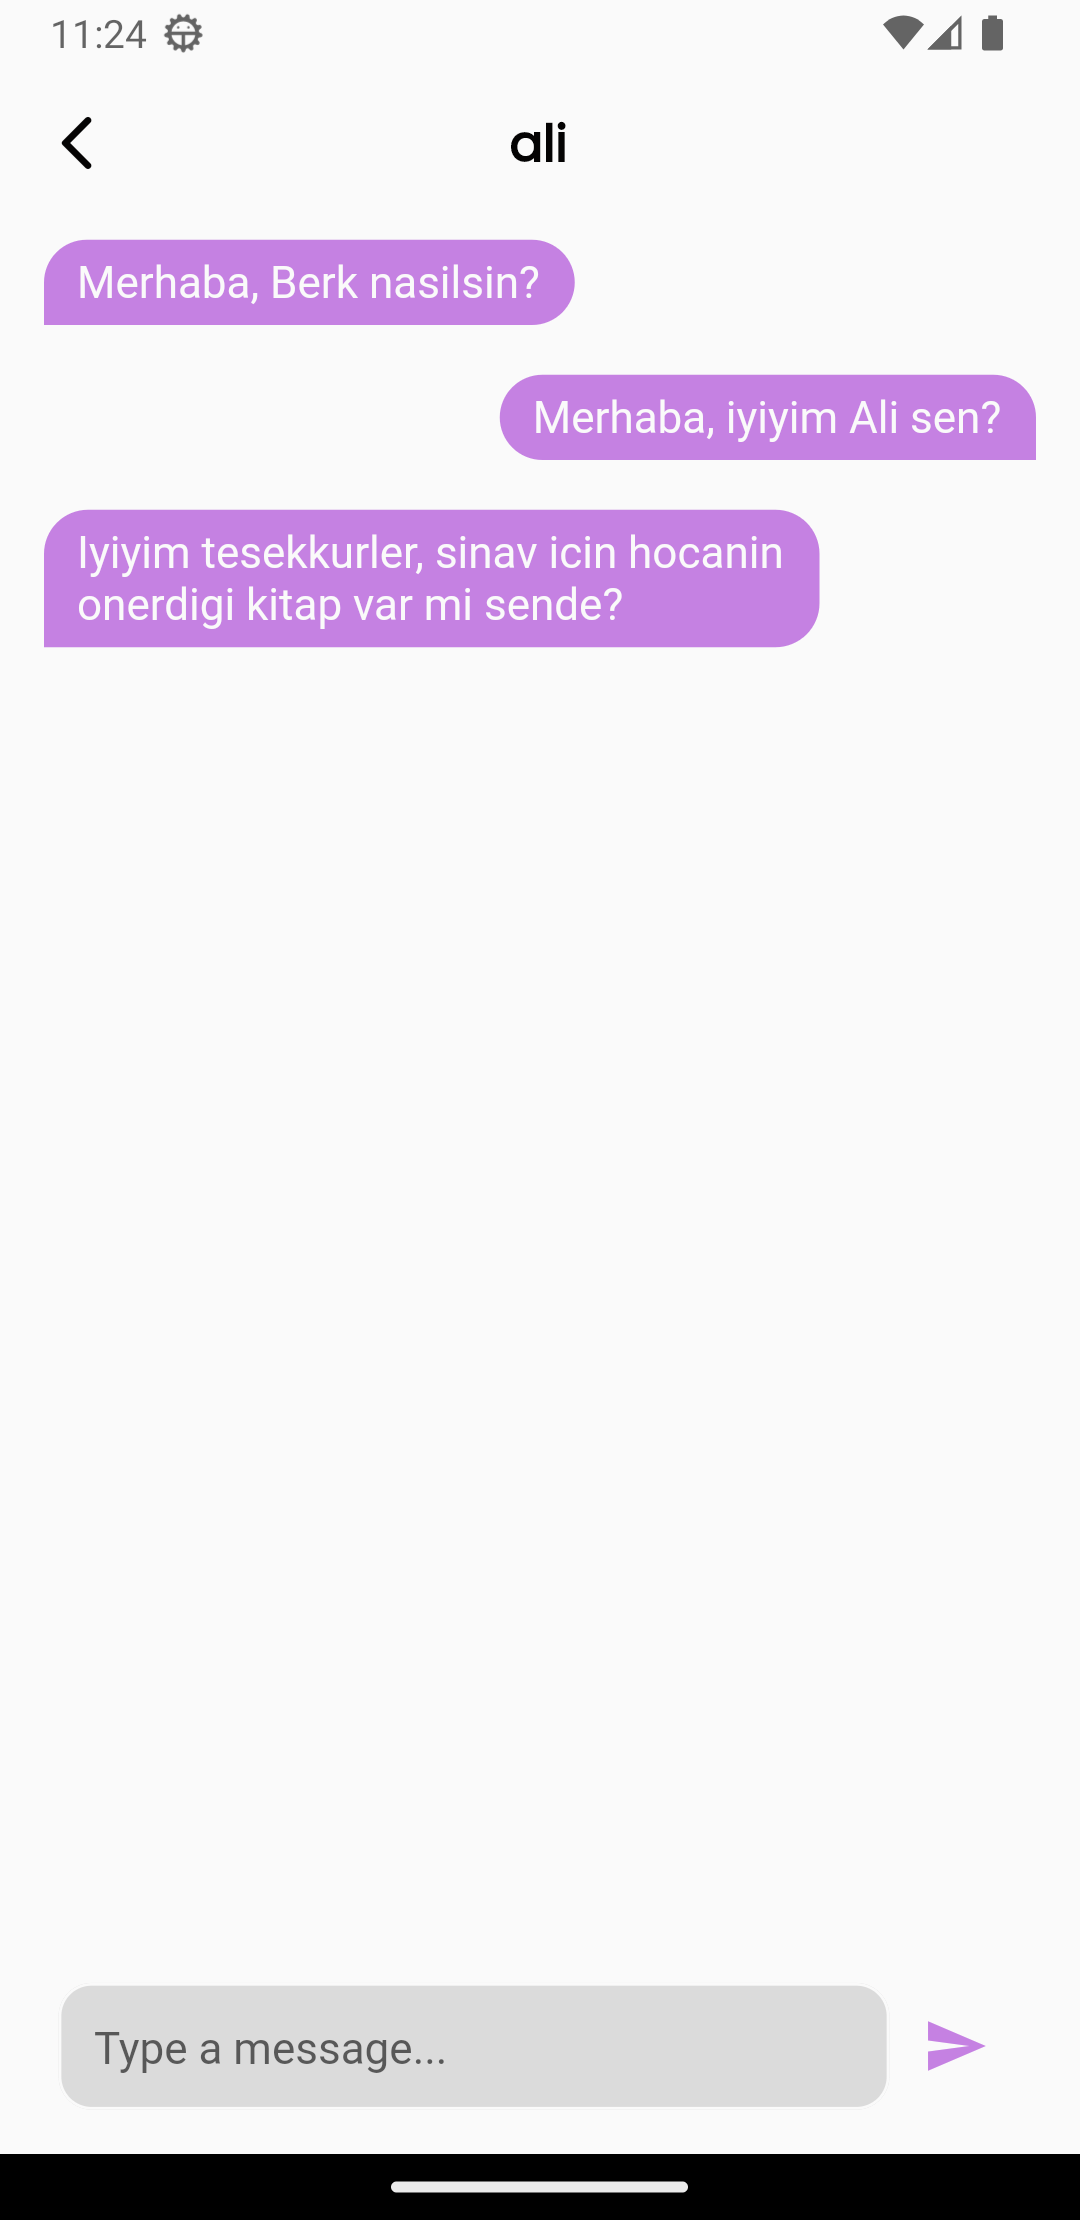 11:24
ali
Merhaba, Berk nasilsin?
Merhaba, iyiyim Ali sen?
Iyiyim tesekkurler, sinav icin hocanin
onerdigi kitap var mi sende?
Type a message...